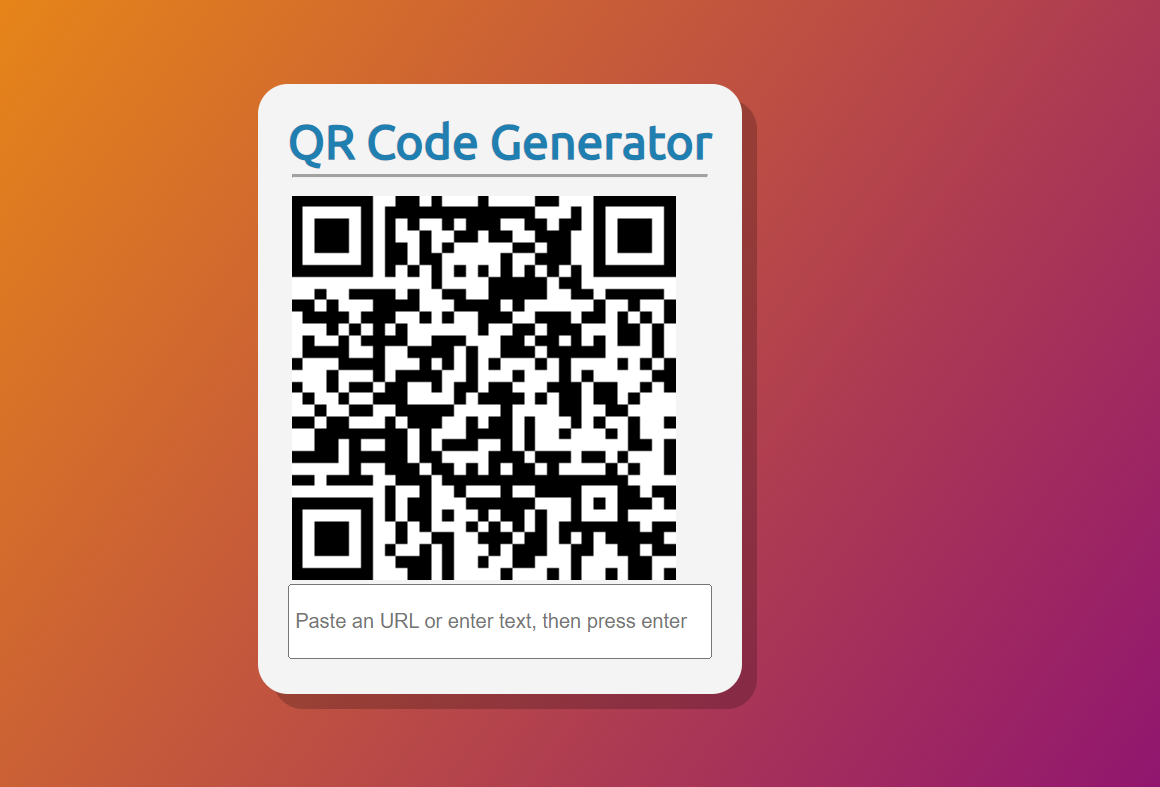 QR Code Generator
Paste an URL or enter text, then press enter